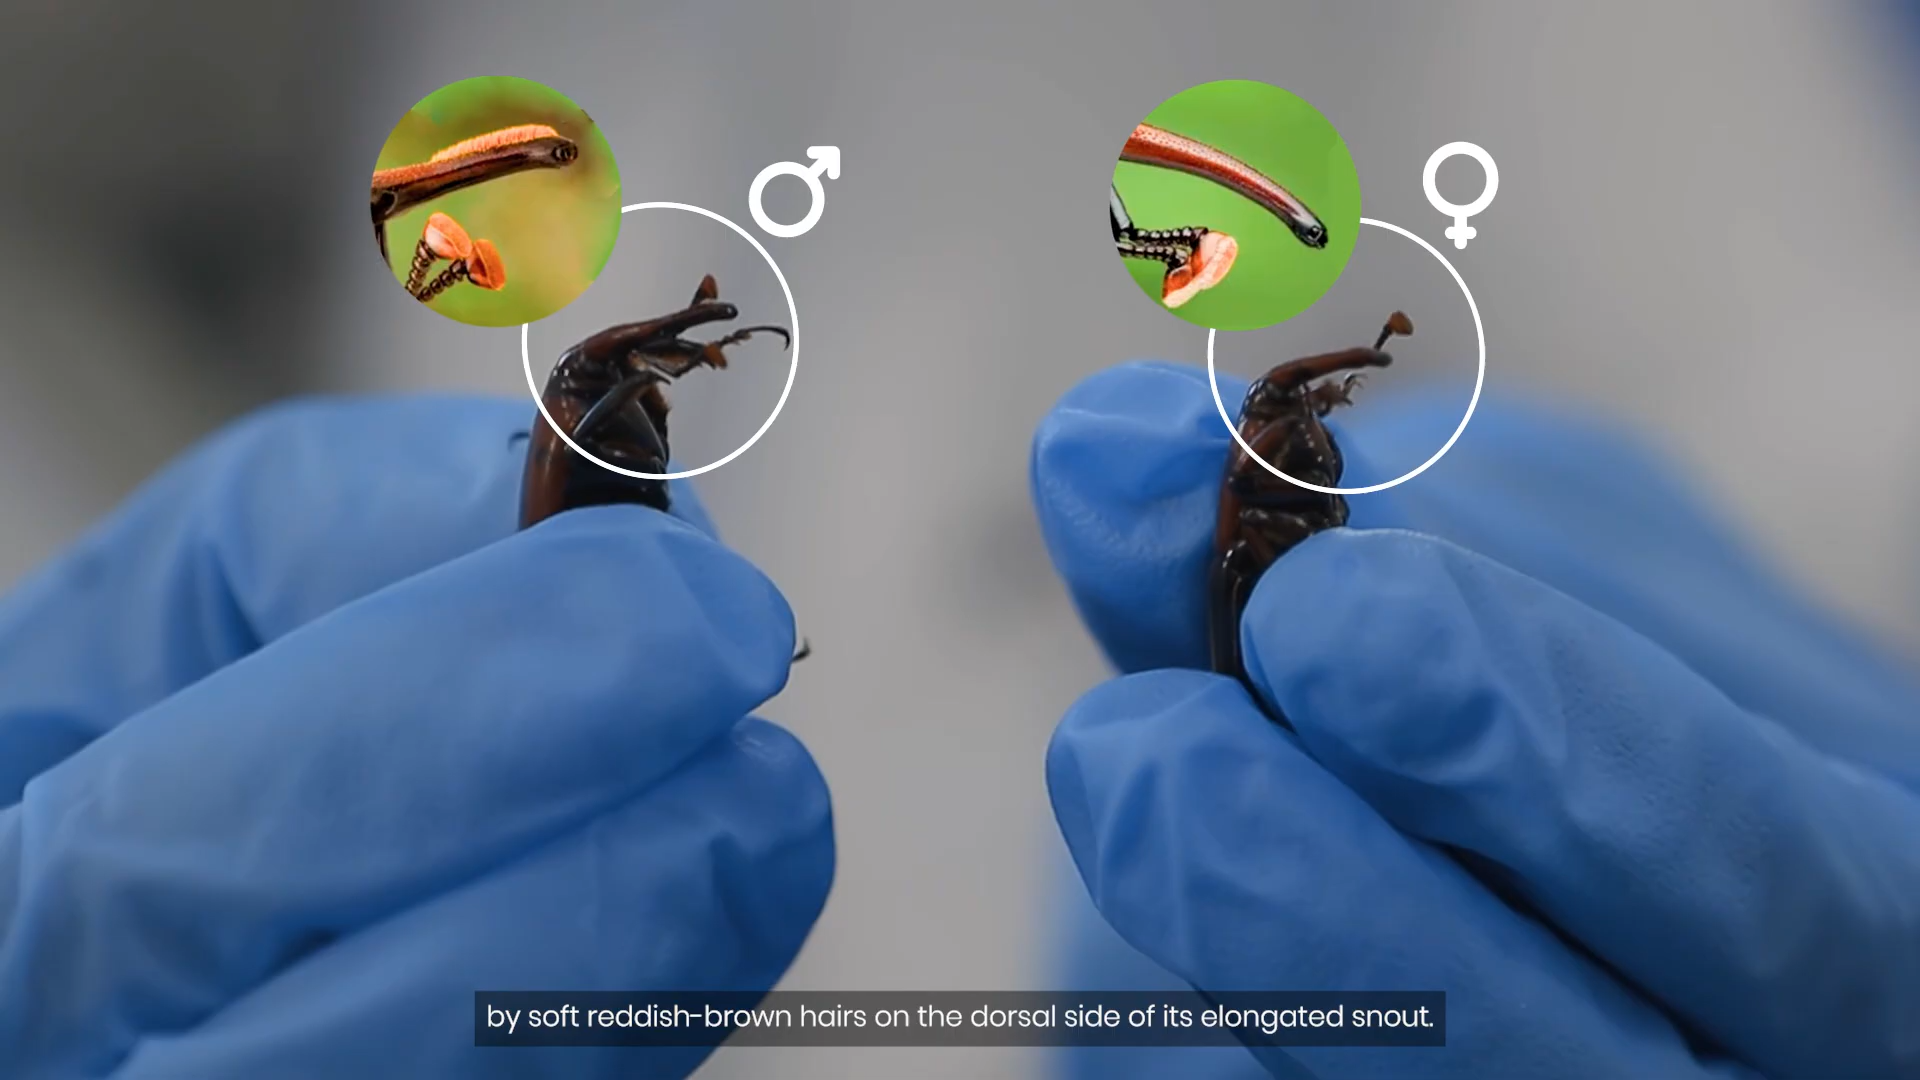 by soft reddish-brown hairs on the dorsal side of its elongated snout.